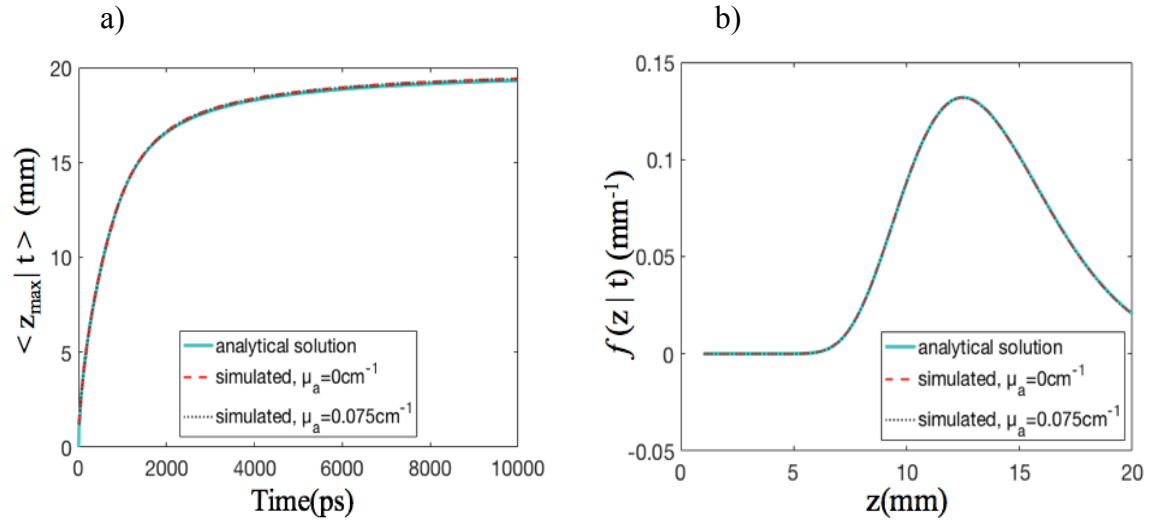 a)
20
15
10
5
0
0
2000
4000
6000
8000
10000
< z_max | t > (mm)
Time(ps)
analytical solution
simulated, μ_a=0cm^-1
simulated, μ_a=0.075cm^-1
b)
0.15
0.1
0.05
0
-0.05
0
5
10
15
20
f (z | t) (mm^-1)
z(mm)
analytical solution
simulated, μ_a=0cm^-1
simulated, μ_a=0.075cm^-1